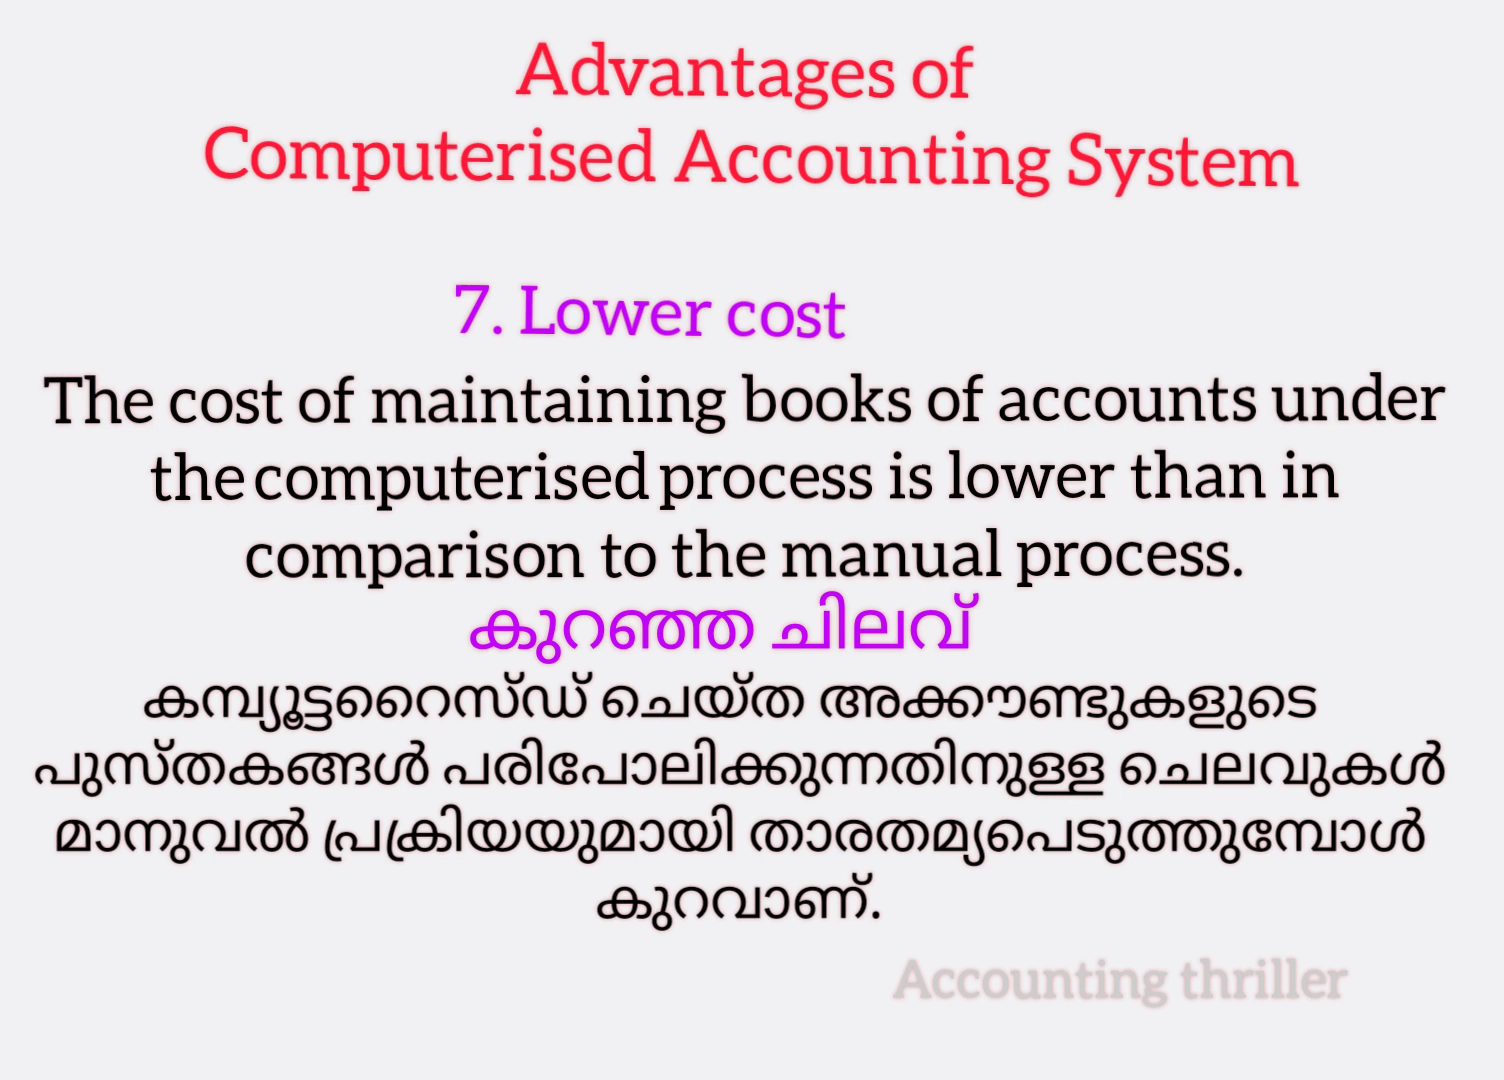 Advantages of
Computerised Accounting System
7. Lower cost
The cost of maintaining books of accounts under
the computerised process is lower than in
comparison to the manual process.
കുറഞ്ഞ ചിലവ്
കമ്പ്യൂട്ടറൈസ്ഡ് ചെയ്ത അക്കൗണ്ടുകളുടെ
പുസ്തകങ്ങൾ പരിപോലിക്കുന്നതിനുള്ള ചെലവുകൾ
മാനുവൽ പ്രക്രിയയുമായി താരതമ്യപെടുത്തുമ്പോൾ
കുറവാണ്.
Accounting thriller